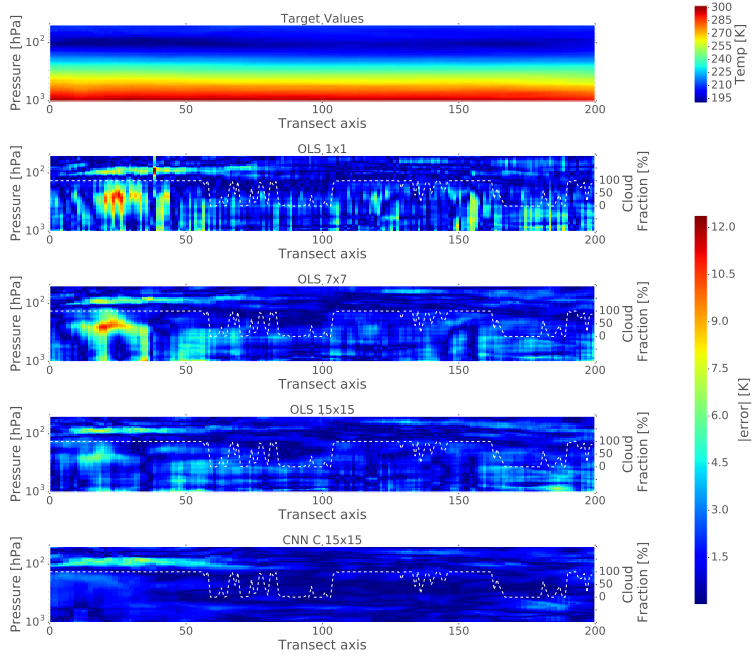 Target Values
Pressure [hPa]
10²
10³
0 50 100 150 200
Transect axis
300
285
270
255
240
225
210
195
Temp [K]
OLS 1x1
Pressure [hPa]
10²
10³
100
50
0
Cloud
Fraction [%]
0 50 100 150 200
Transect axis
OLS 7x7
Pressure [hPa]
10²
10³
100
50
0
Cloud
Fraction [%]
0 50 100 150 200
Transect axis
OLS 15x15
Pressure [hPa]
10²
10³
100
50
0
Cloud
Fraction [%]
0 50 100 150 200
Transect axis
CNN C 15x15
Pressure [hPa]
10²
10³
100
50
0
Cloud
Fraction [%]
0 50 100 150 200
Transect axis
12.0
10.5
9.0
7.5
6.0
4.5
3.0
1.5
|error| [K]